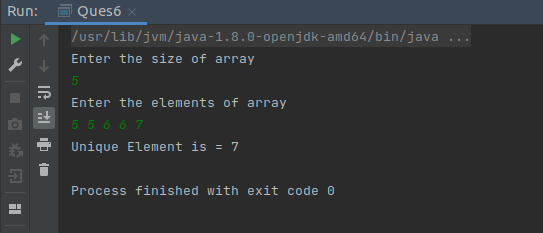 Run: Ques6 ×
/usr/lib/jvm/java-1.8.0-openjdk-amd64/bin/java ...
Enter the size of array
5
Enter the elements of array
5 5 6 6 7
Unique Element is = 7
Process finished with exit code 0